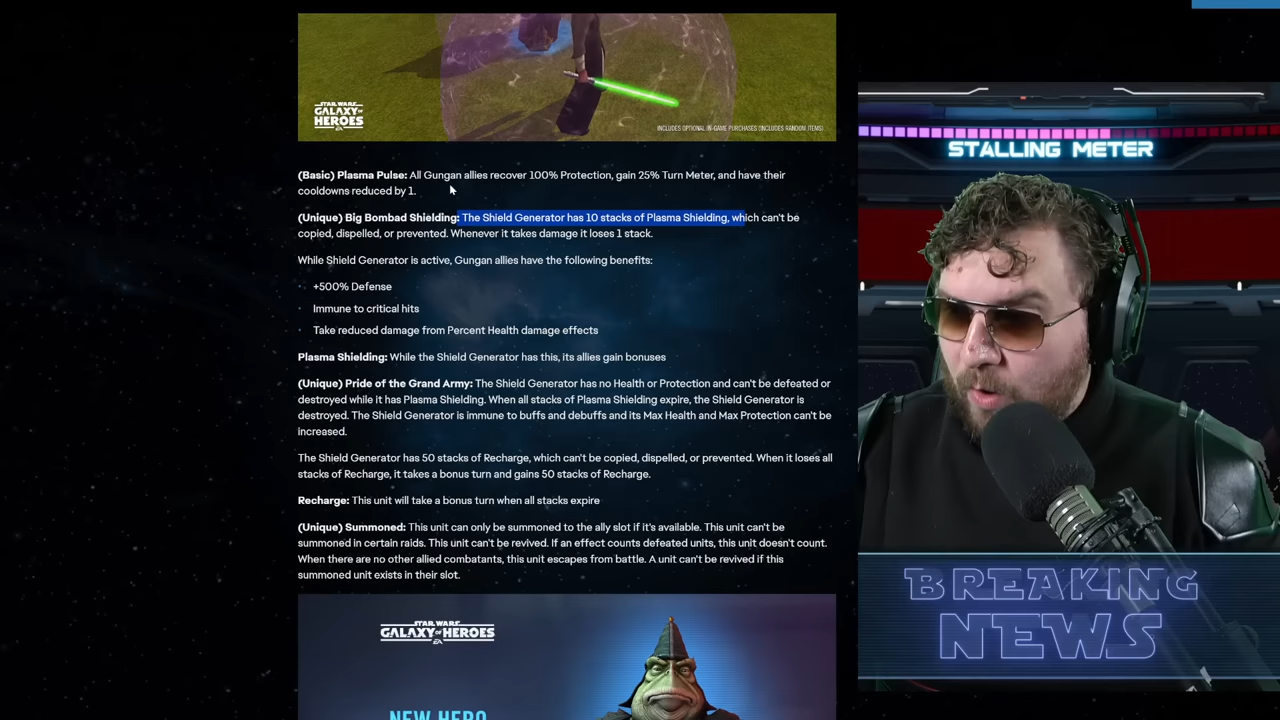 STAR WARS
GALAXY OF
HEROES
EA
INCLUDES OPTIONAL IN-GAME PURCHASES (INCLUDES RANDOM ITEMS)
(Basic) Plasma Pulse: All Gungan allies recover 100% Protection, gain 25% Turn Meter, and have their
cooldowns reduced by 1.
(Unique) Big Bombad Shielding: The Shield Generator has 10 stacks of Plasma Shielding, which can't be
copied, dispelled, or prevented. Whenever it takes damage it loses 1 stack.
While Shield Generator is active, Gungan allies have the following benefits:
+500% Defense
Immune to critical hits
Take reduced damage from Percent Health damage effects
Plasma Shielding: While the Shield Generator has this, its allies gain bonuses
(Unique) Pride of the Grand Army: The Shield Generator has no Health or Protection and can't be defeated or
destroyed while it has Plasma Shielding. When all stacks of Plasma Shielding expire, the Shield Generator is
destroyed. The Shield Generator is immune to buffs and debuffs and its Max Health and Max Protection can't be
increased.
The Shield Generator has 50 stacks of Recharge, which can't be copied, dispelled, or prevented. When it loses all
stacks of Recharge, it takes a bonus turn and gains 50 stacks of Recharge.
Recharge: This unit will take a bonus turn when all stacks expire
(Unique) Summoned: This unit can only be summoned to the ally slot if it's available. This unit can't be
summoned in certain raids. This unit can't be revived. If an effect counts defeated units, this unit doesn't count.
When there are no other allied combatants, this unit escapes from battle. A unit can't be revived if this
summoned unit exists in their slot.
STAR WARS
GALAXY OF HEROES
EA
NEW HERO
STALLING METER
BREAKING
NEWS